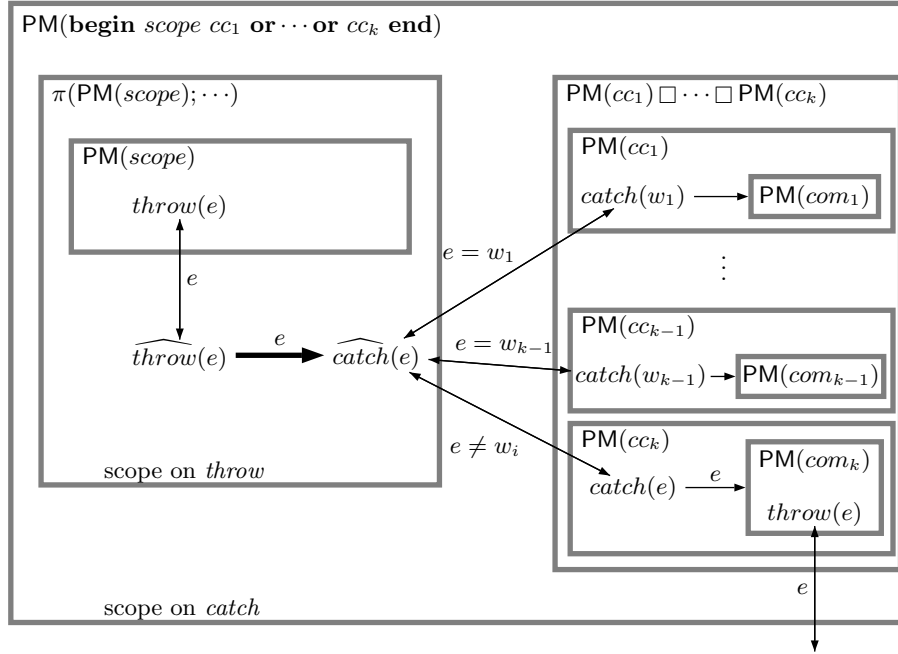 PM(begin scope cc₁ or ⋯ or ccₖ end)
π(PM(scope); ⋯)
PM(scope)
throw(e)
e
\widehat{throw}(e)
e
\widehat{catch}(e)
scope on throw
scope on catch
e = w₁
e = wₖ₋₁
e ≠ wᵢ
PM(cc₁) □ ⋯ □ PM(ccₖ)
PM(cc₁)
catch(w₁)
PM(com₁)
⋮
PM(ccₖ₋₁)
catch(wₖ₋₁)
PM(comₖ₋₁)
PM(ccₖ)
catch(e)
e
PM(comₖ)
throw(e)
e